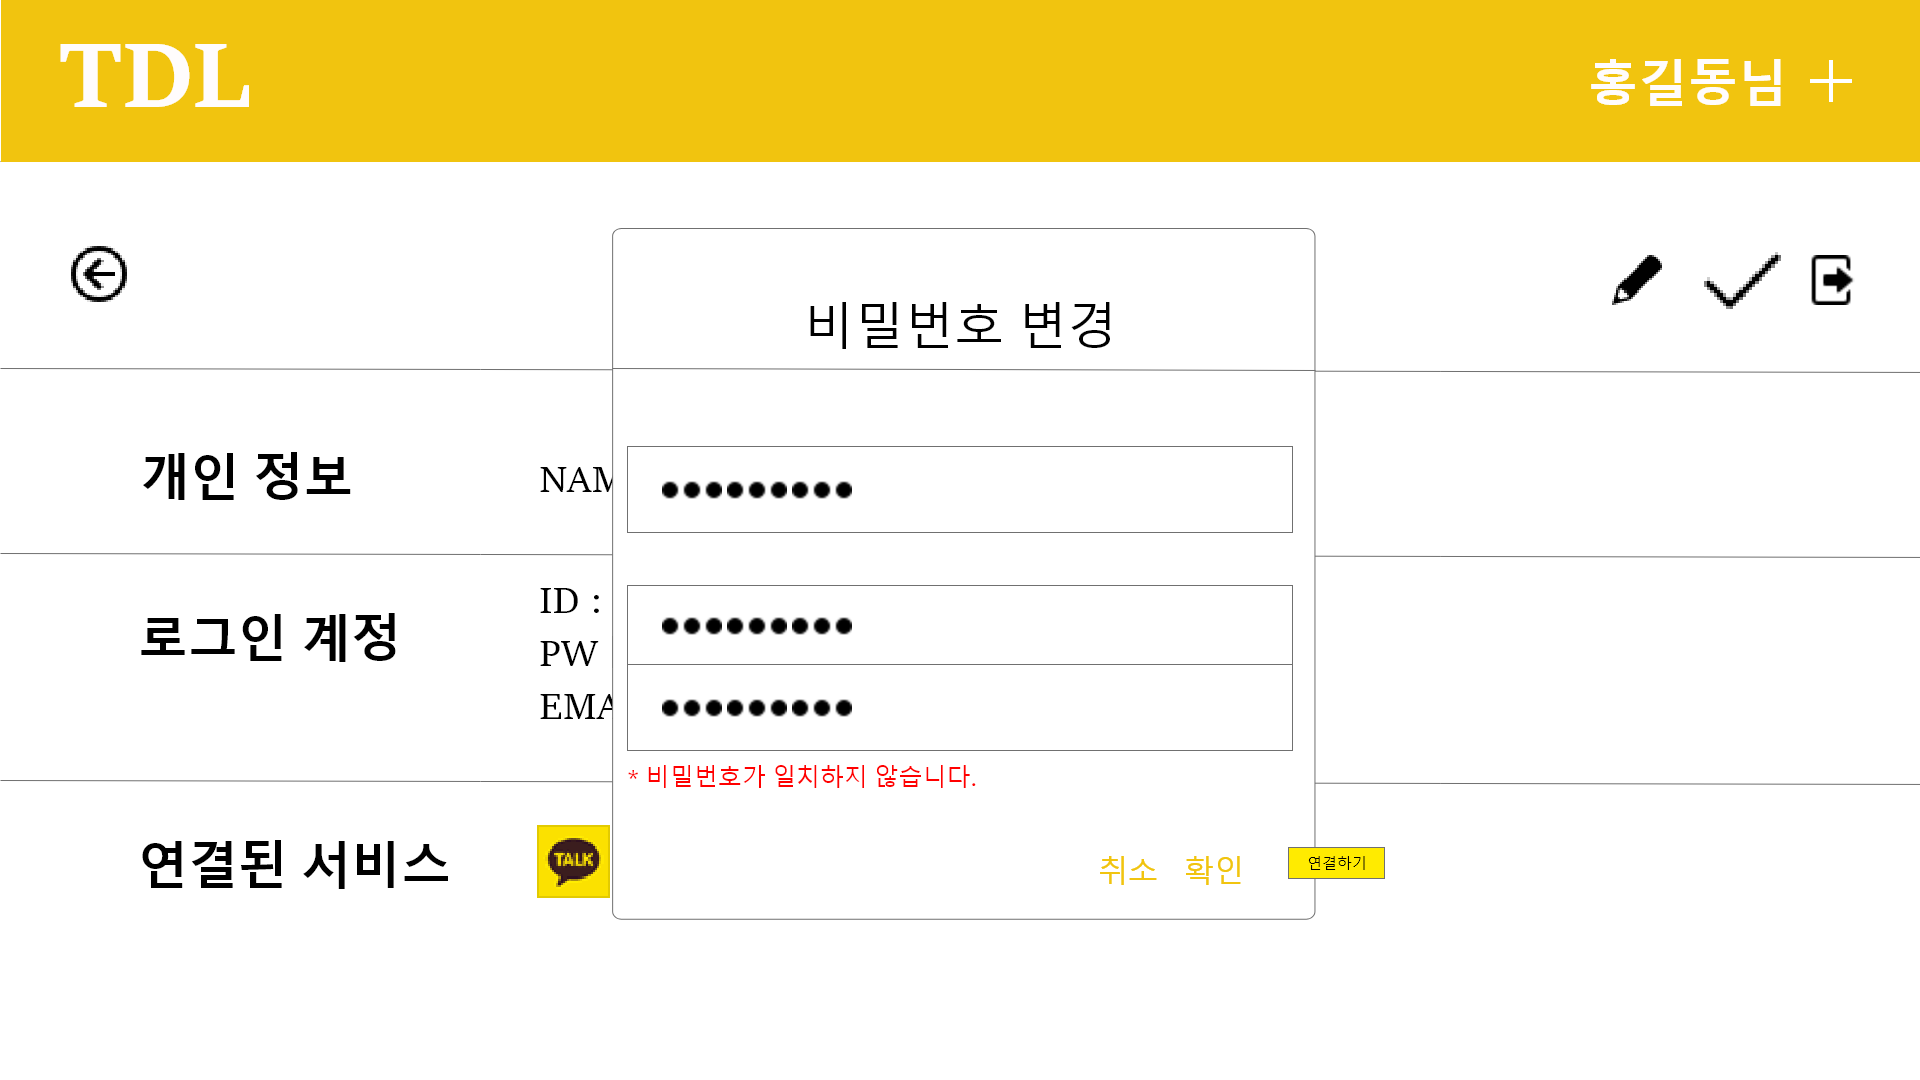 TDL
홍길동님
비밀번호 변경
개인 정보
NAM
로그인 계정
ID :
PW
EMA
* 비밀번호가 일치하지 않습니다.
연결된 서비스
TALK
취소 확인
연결하기